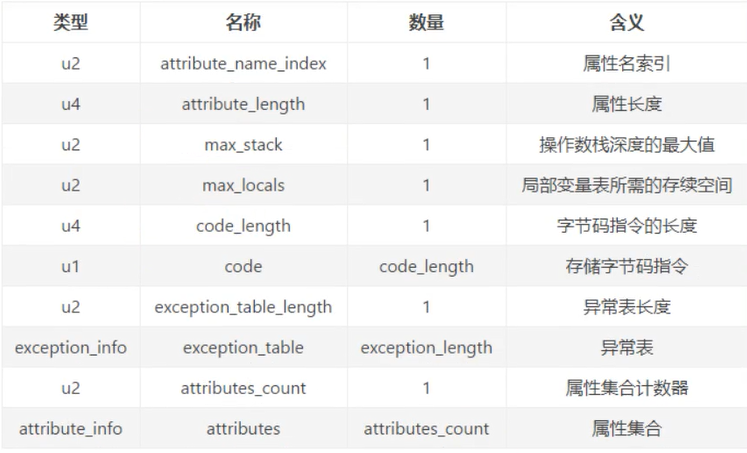 类型 名称 数量 含义
u2 attribute_name_index 1 属性名索引
u4 attribute_length 1 属性长度
u2 max_stack 1 操作数栈深度的最大值
u2 max_locals 1 局部变量表所需的存续空间
u4 code_length 1 字节码指令的长度
u1 code code_length 存储字节码指令
u2 exception_table_length 1 异常表长度
exception_info exception_table exception_length 异常表
u2 attributes_count 1 属性集合计数器
attribute_info attributes attributes_count 属性集合